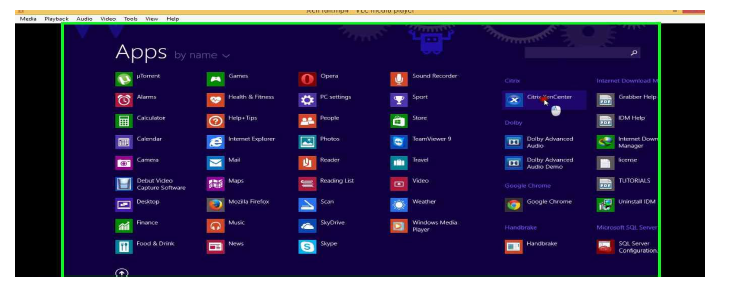 Media Playback Audio Video Tools View Help
Apps by name
µTorrent
Alarms
Calculator
Calendar
Camera
Debut Video
Capture Software
Desktop
Finance
Food & Drink
Games
Health & Fitness
Help+Tips
Internet Explorer
Mail
Maps
Mozilla Firefox
Music
News
Opera
PC settings
People
Photos
Reader
Reading List
Scan
SkyDrive
Skype
Sound Recorder
Sport
Store
TeamViewer 9
Travel
Video
Weather
Windows Media
Player
Citrix
Citrix XenCenter
Dolby
Dolby Advanced
Audio
Dolby Advanced
Audio Demo
Google Chrome
Google Chrome
Handbrake
Handbrake
Internet Download M
Grabber Help
IDM Help
Internet Down
Manager
license
TUTORIALS
Uninstall IDM
Microsoft SQL Server
SQL Server
Configuration